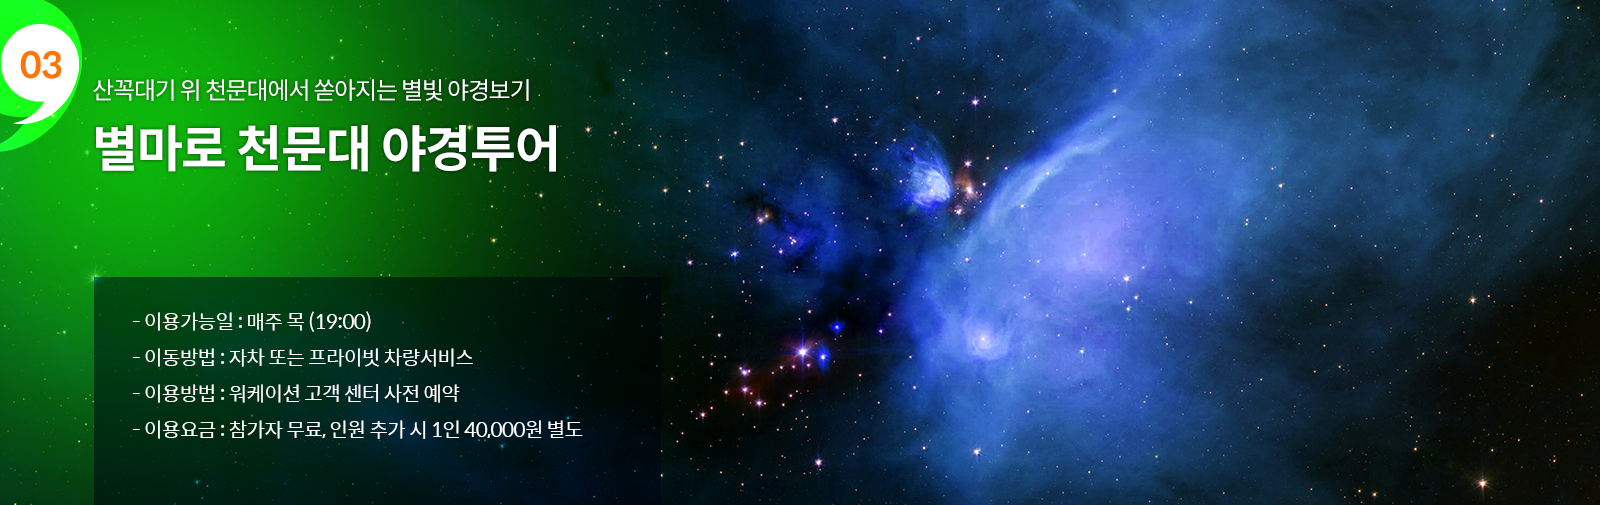 03
산꼭대기 위 천문대에서 쏟아지는 별빛 야경보기
별마로 천문대 야경투어
- 이용가능일 : 매주 목 (19:00)
- 이동방법 : 자차 또는 프라이빗 차량서비스
- 이용방법 : 워케이션 고객 센터 사전 예약
- 이용요금 : 참가자 무료, 인원 추가 시 1인 40,000원 별도